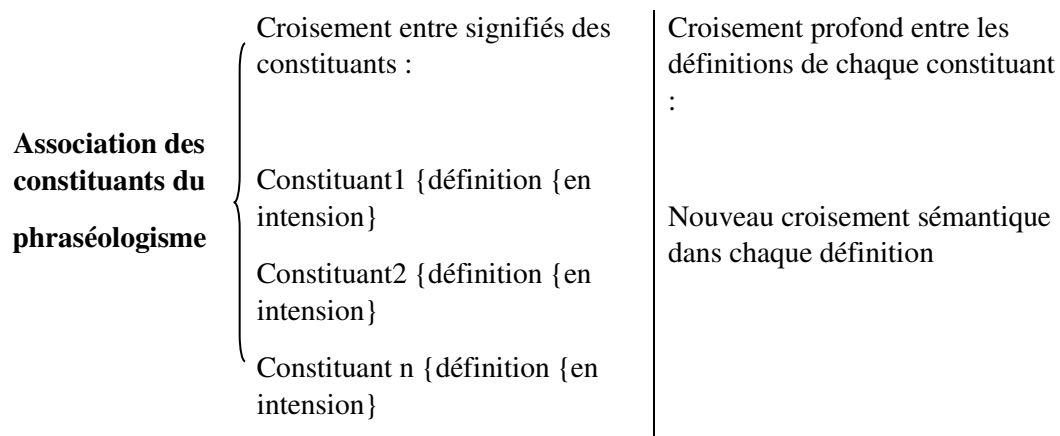 Association des
constituants du
phraséologisme
Croisement entre signifiés des
constituants :
Constituant1 {définition {en
intension}
Constituant2 {définition {en
intension}
Constituant n {définition {en
intension}
Croisement profond entre les
définitions de chaque constituant
:
Nouveau croisement sémantique
dans chaque définition